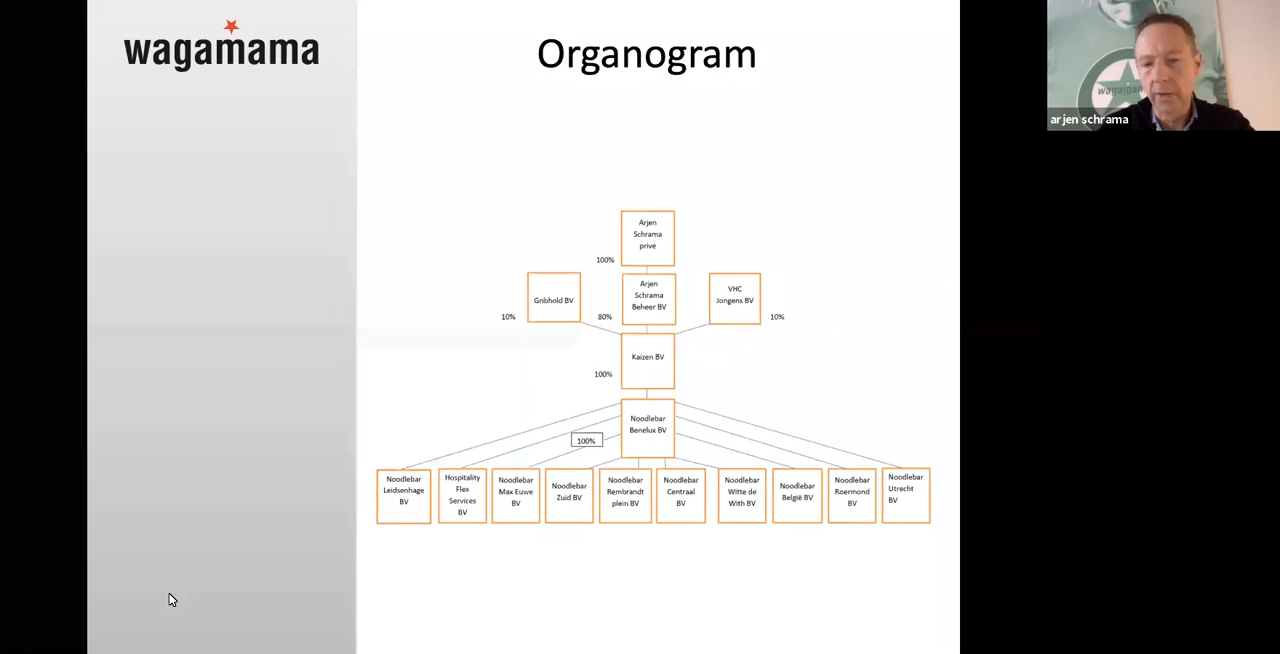 wagamama
Organogram
wagamam
arjen schrama
Arjen
Schrama
prive
100%
Gribhold BV
10%
Arjen
Schrama
Beheer BV
80%
VHC
Jongens BV
10%
Kaizen BV
100%
Noodlebar
Benelux BV
100%
Noodlebar
Leidsenhage
BV
Hospitality
Flex
Services
BV
Noodlebar
Max Euwe
BV
Noodlebar
Zuid BV
Noodlebar
Rembrandt
plein BV
Noodlebar
Centraal
BV
Noodlebar
Witte de
With BV
Noodlebar
België BV
Noodlebar
Roermond
BV
Noodlebar
Utrecht
BV